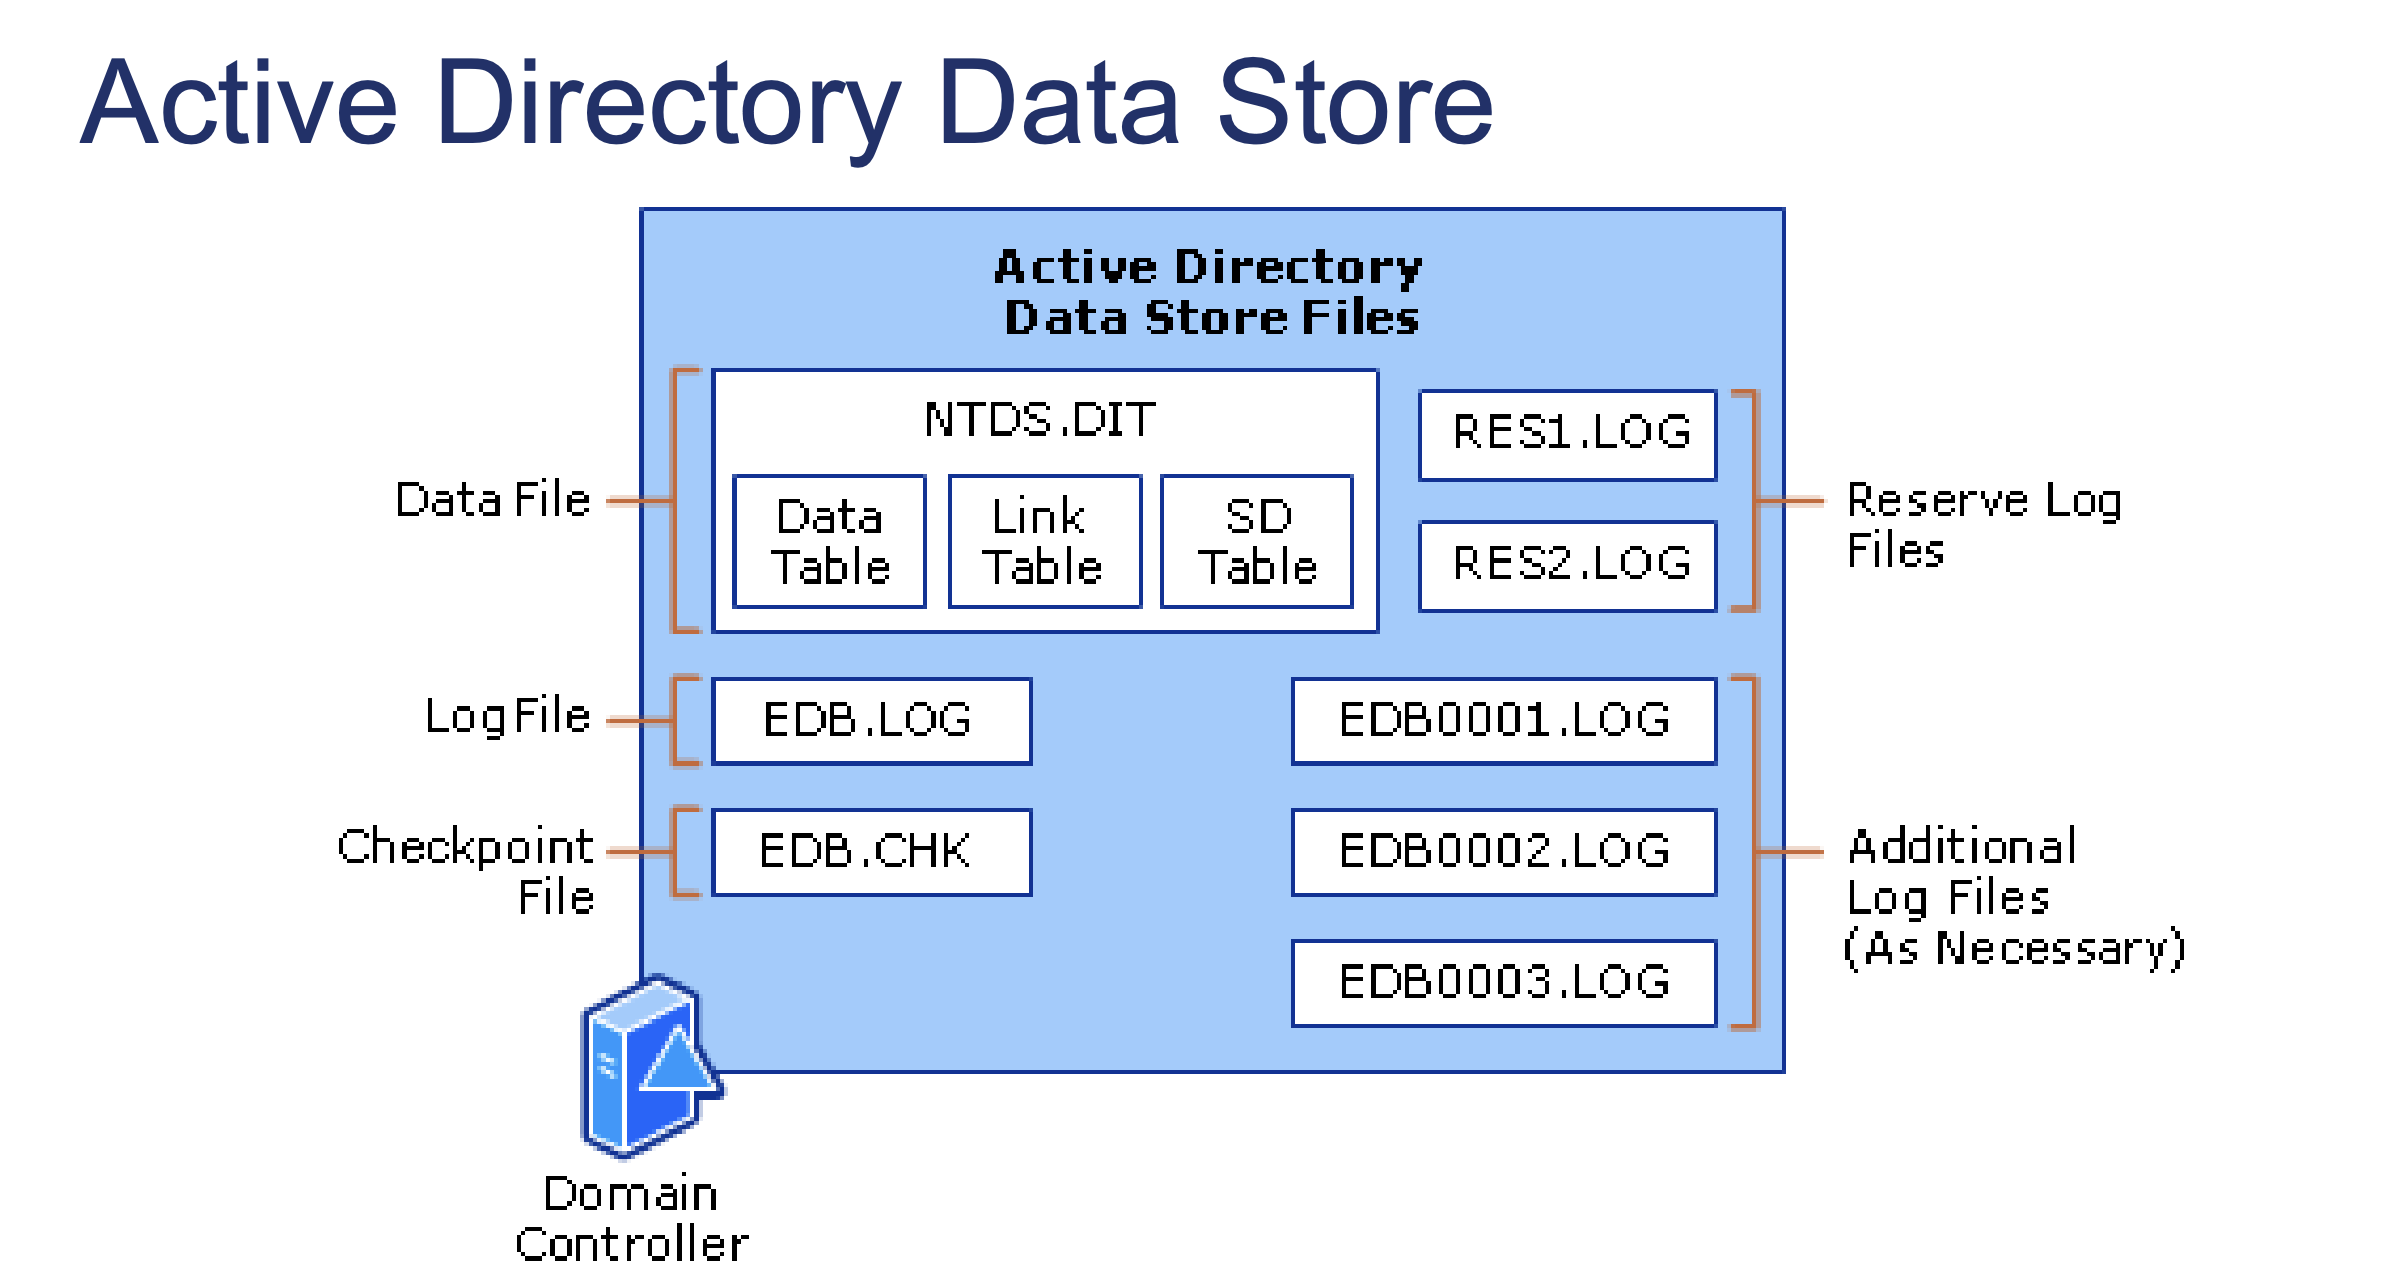 Active Directory Data Store
Active Directory
Data Store Files
Data File
NTDS.DIT
Data
Table
Link
Table
SD
Table
RES1.LOG
RES2.LOG
Reserve Log
Files
Log File
EDB.LOG
Checkpoint
File
EDB.CHK
EDB0001.LOG
EDB0002.LOG
EDB0003.LOG
Additional
Log Files
(As Necessary)
Domain
Controller